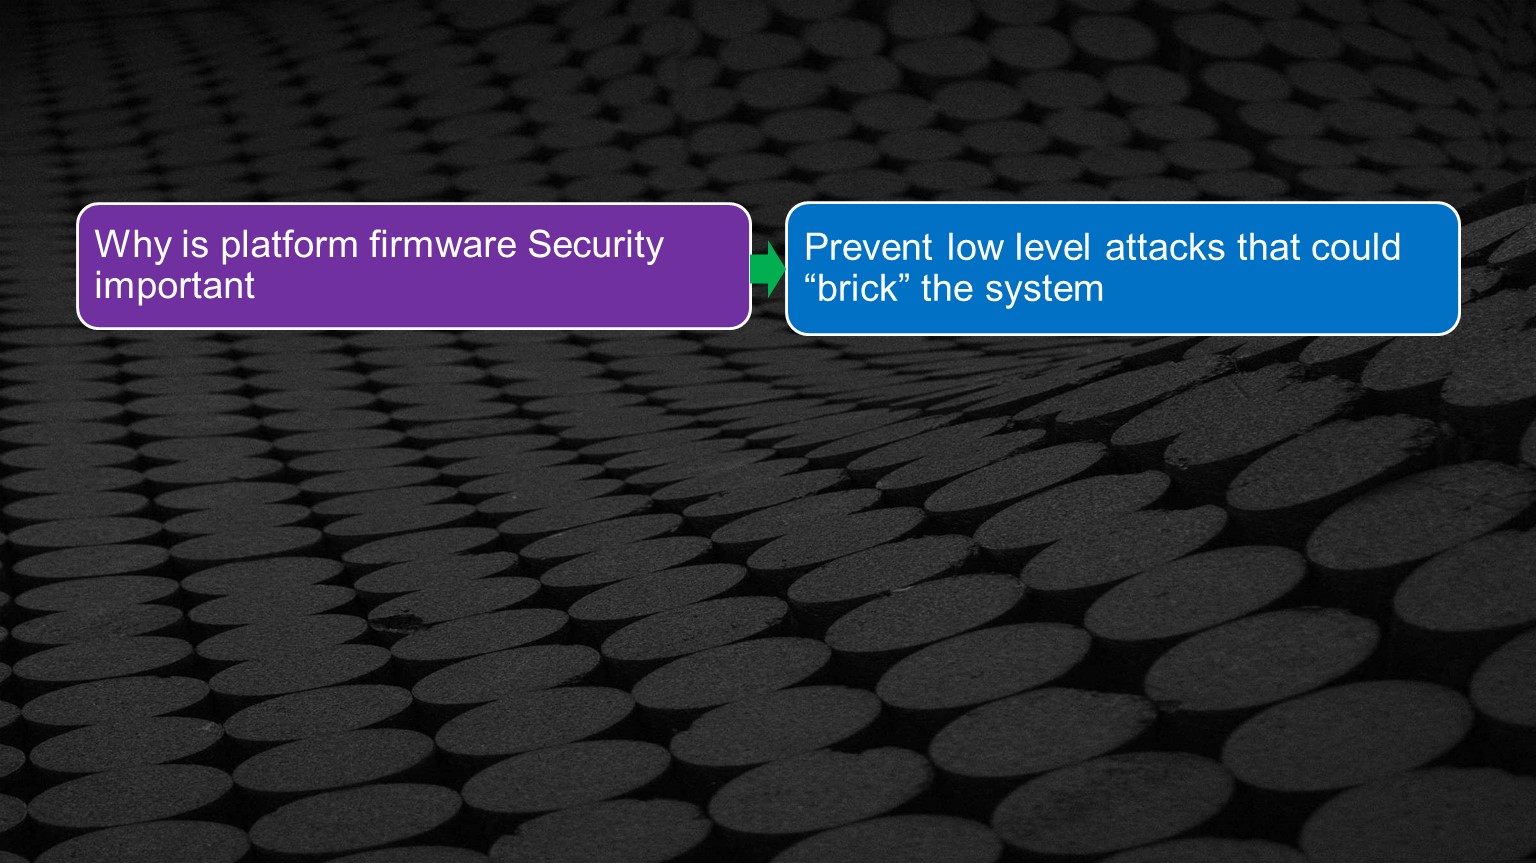 Why is platform firmware Security
important
Prevent low level attacks that could
“brick” the system